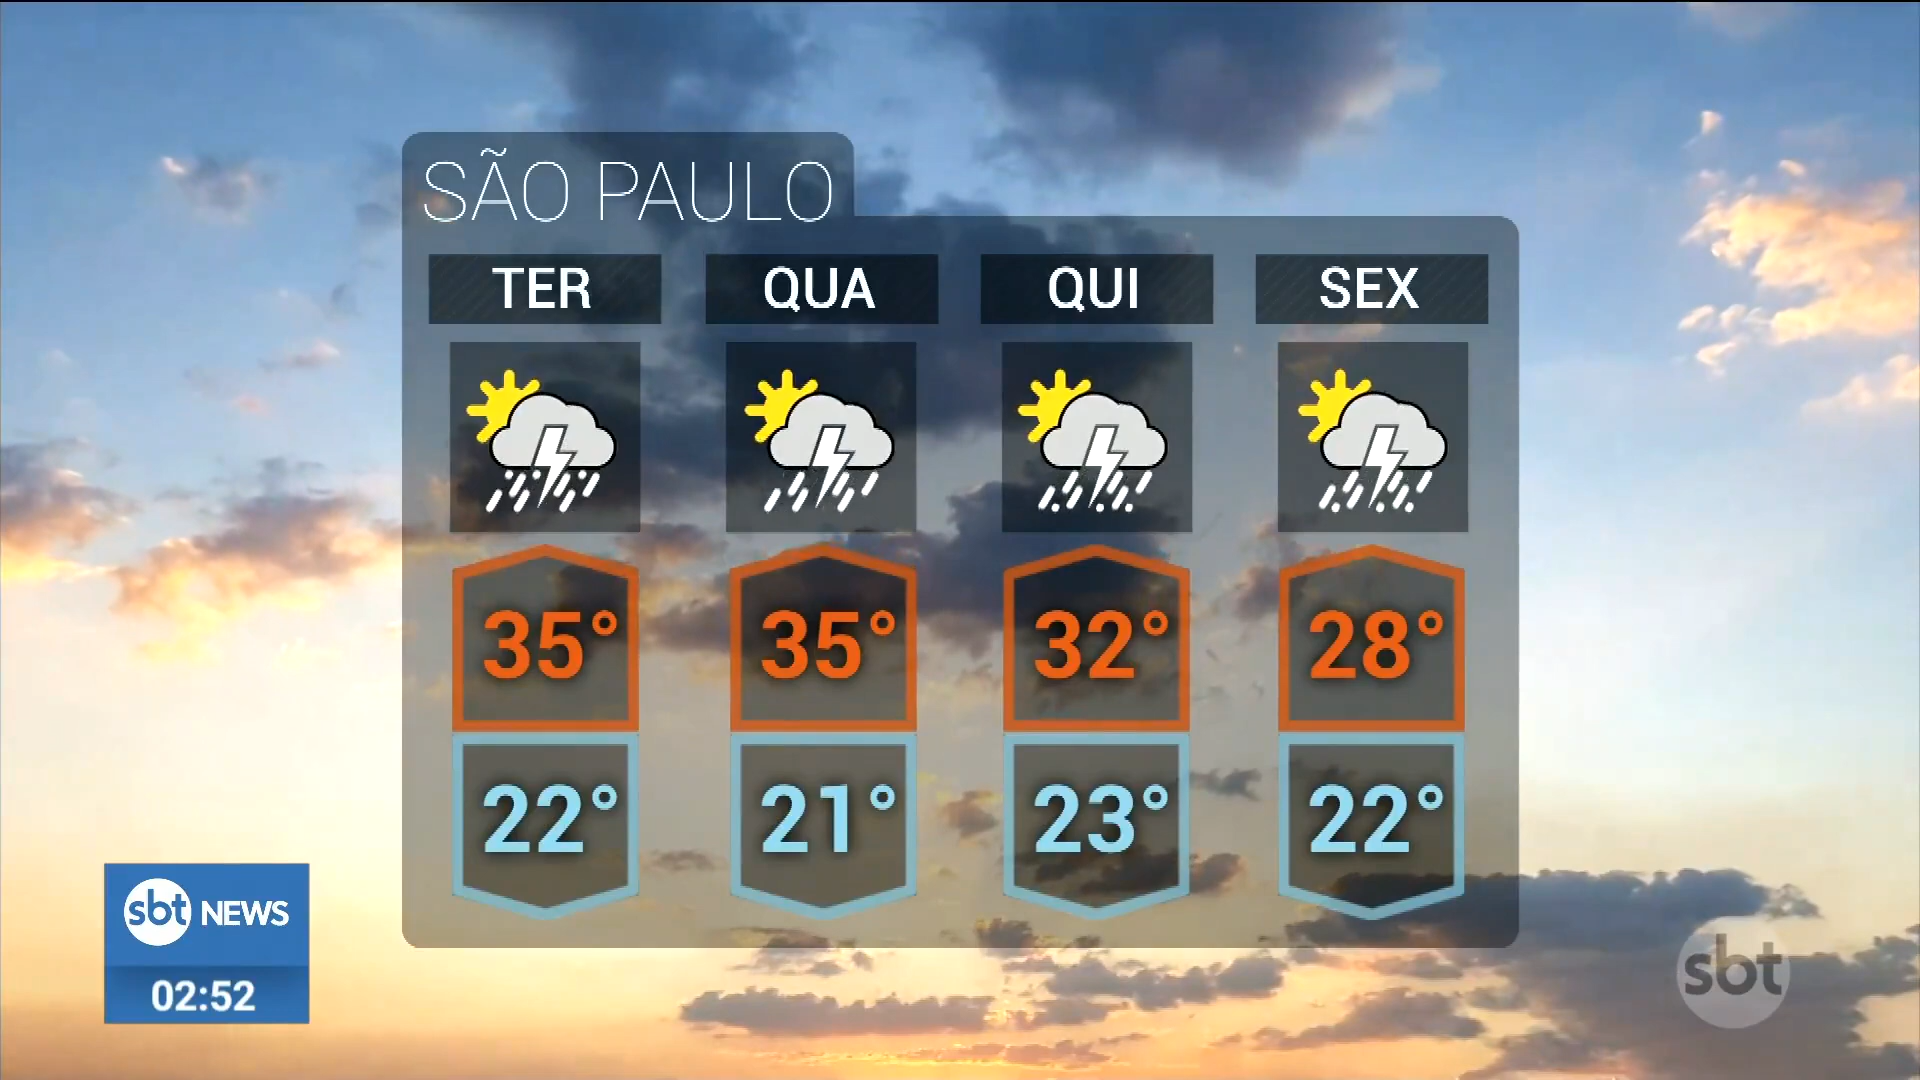 SÃO PAULO
TER QUA QUI SEX
35° 35° 32° 28°
22° 21° 23° 22°
sbt NEWS
02:52
sbt